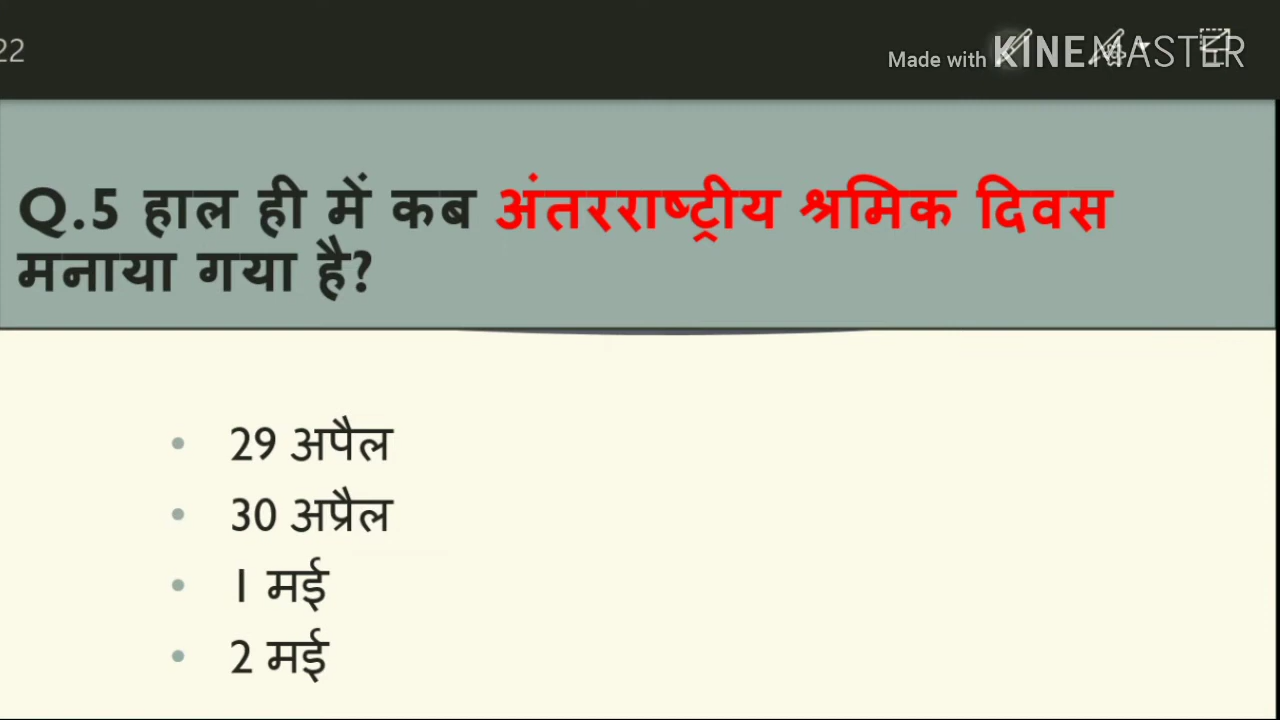 22
Made with KINEMASTER
Q.5 हाल ही में कब अंतरराष्ट्रीय श्रमिक दिवस
मनाया गया है?
• 29 अपैल
• 30 अप्रैल
• 1 मई
• 2 मई